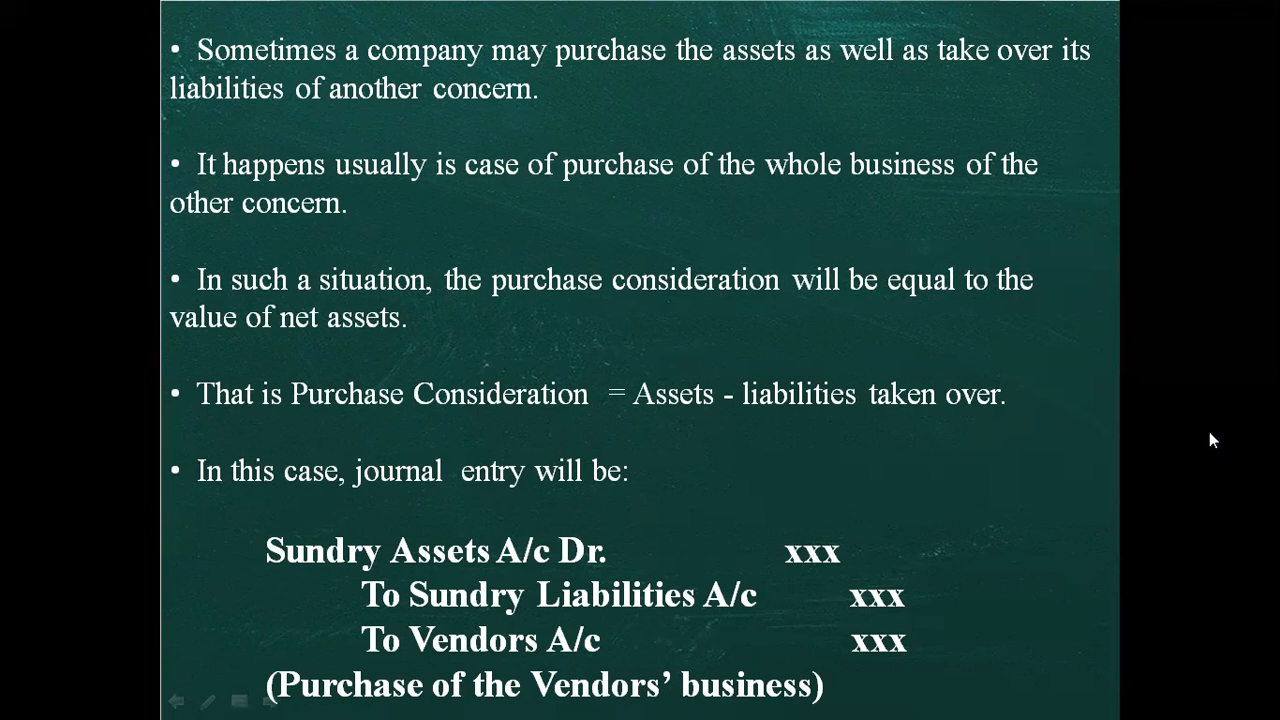 • Sometimes a company may purchase the assets as well as take over its
liabilities of another concern.
• It happens usually is case of purchase of the whole business of the
other concern.
• In such a situation, the purchase consideration will be equal to the
value of net assets.
• That is Purchase Consideration = Assets - liabilities taken over.
• In this case, journal entry will be:
Sundry Assets A/c Dr. xxx
To Sundry Liabilities A/c xxx
To Vendors A/c xxx
(Purchase of the Vendors’ business)